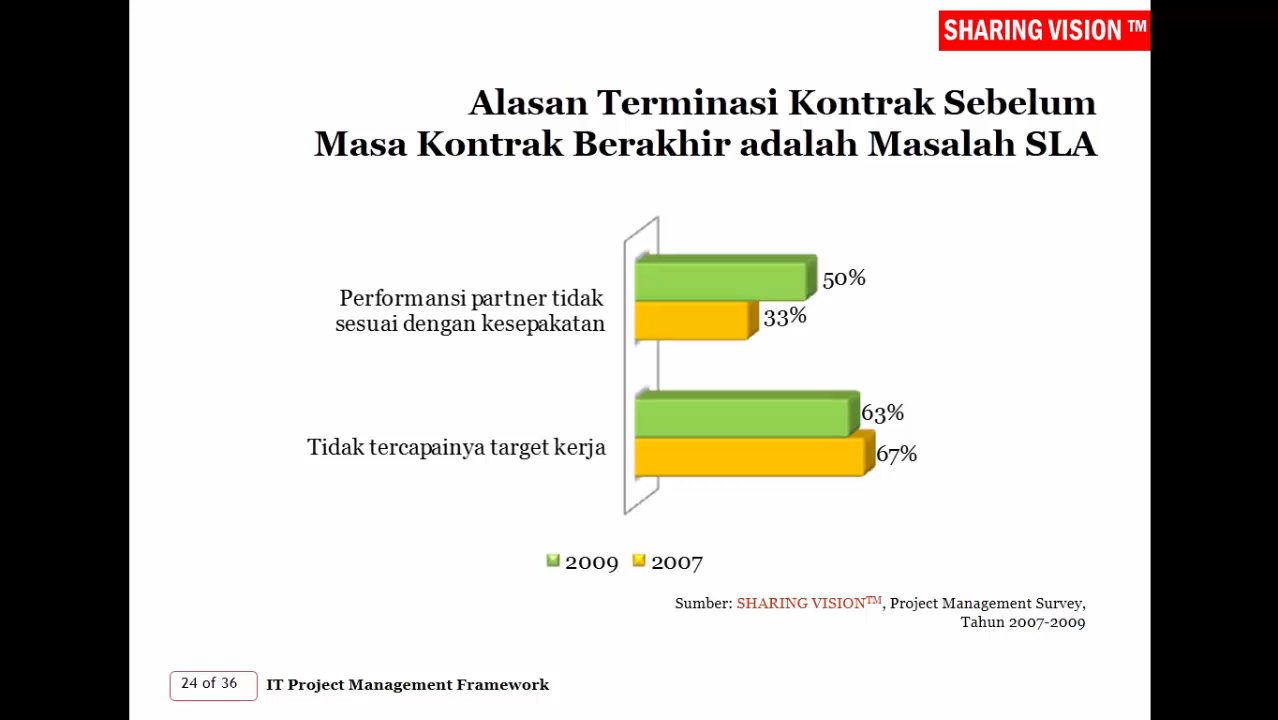 SHARING VISION ™
Alasan Terminasi Kontrak Sebelum
Masa Kontrak Berakhir adalah Masalah SLA
50%
Performansi partner tidak
sesuai dengan kesepakatan
33%
63%
Tidak tercapainya target kerja
67%
2009 2007
Sumber: SHARING VISION™, Project Management Survey,
Tahun 2007-2009
24 of 36 IT Project Management Framework